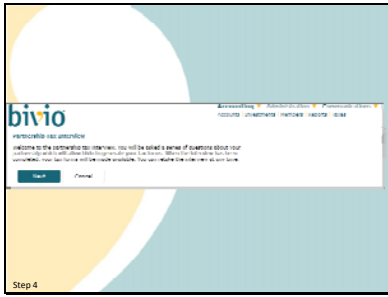 bivio
Accounting Administration Communications
Accounts Investments Members Reports Taxes
Partnership Tax Interview
Welcome to the partnership tax interview. You will be asked a series of questions about your
partnership which will allow bivio to generate your tax forms. When the interview has been
completed, your tax forms will be made available. You can retake the interview at any time.
Next Cancel
Step 4